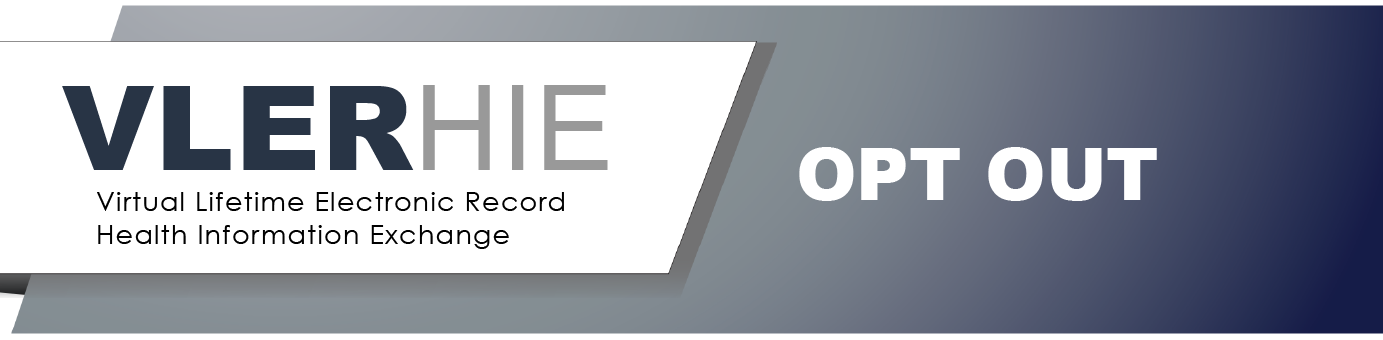 VLERHIE
Virtual Lifetime Electronic Record
Health Information Exchange
OPT OUT